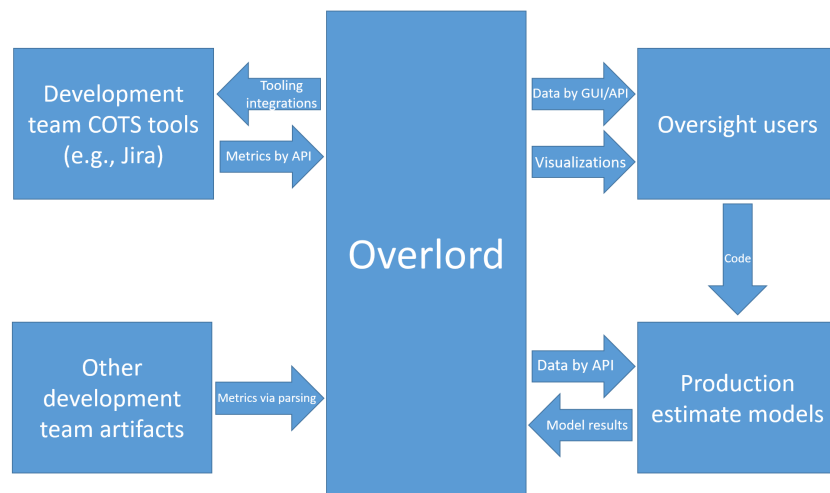 Development
team COTS tools
(e.g., Jira)
Tooling
integrations
Metrics by API
Overlord
Data by GUI/API
Visualizations
Oversight users
Code
Other
development
team artifacts
Metrics via parsing
Data by API
Model results
Production
estimate models